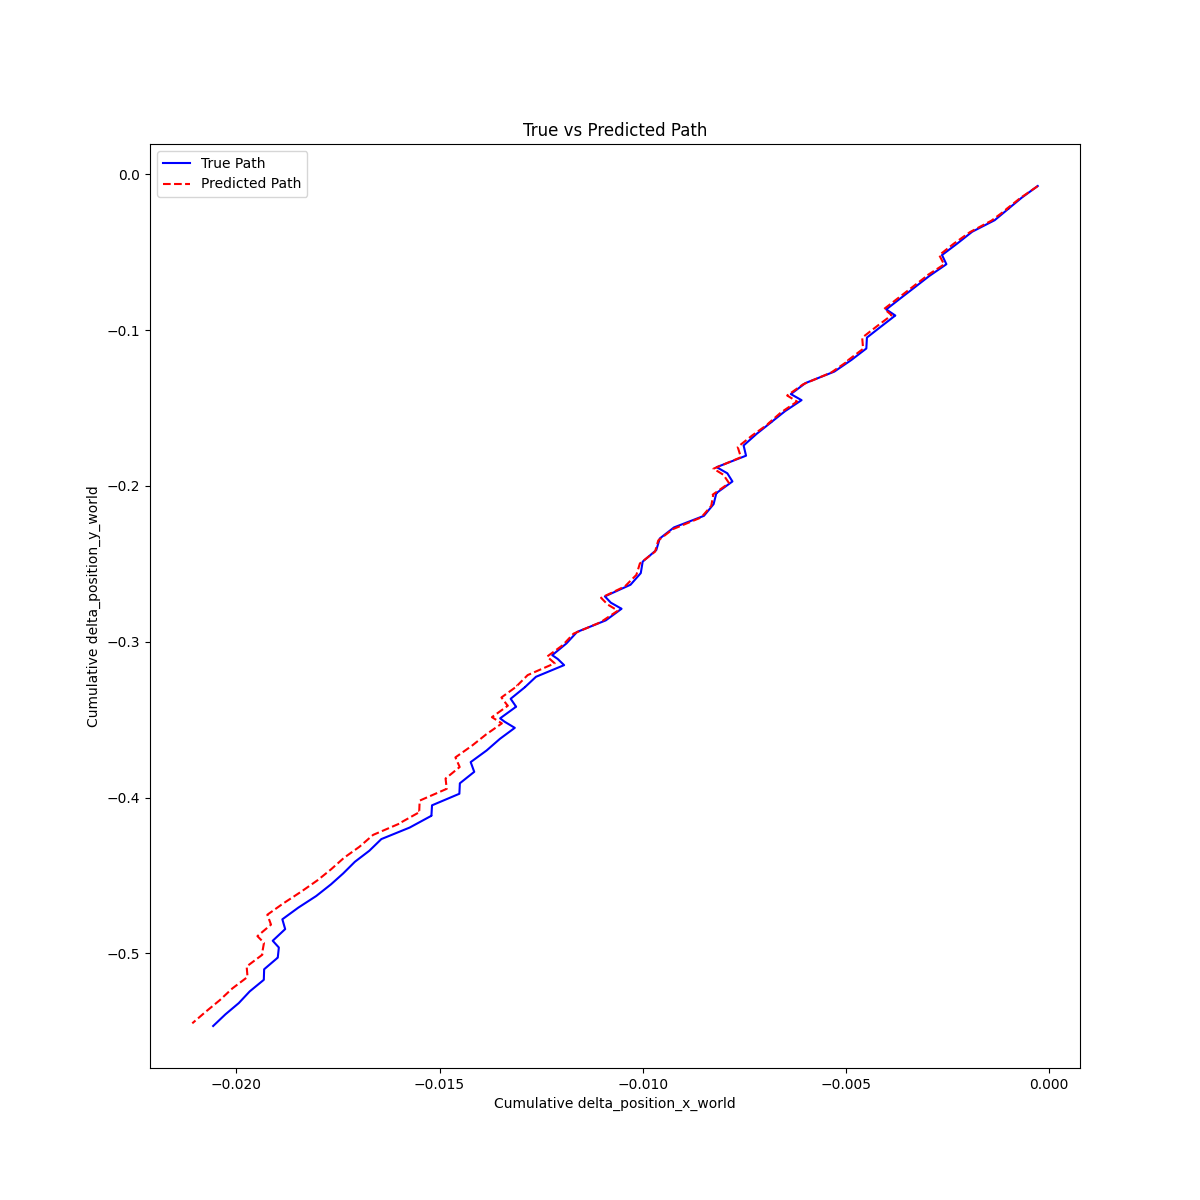 True vs Predicted Path
True Path
Predicted Path
0.0
−0.1
−0.2
−0.3
−0.4
−0.5
Cumulative delta_position_y_world
−0.020
−0.015
−0.010
−0.005
0.000
Cumulative delta_position_x_world